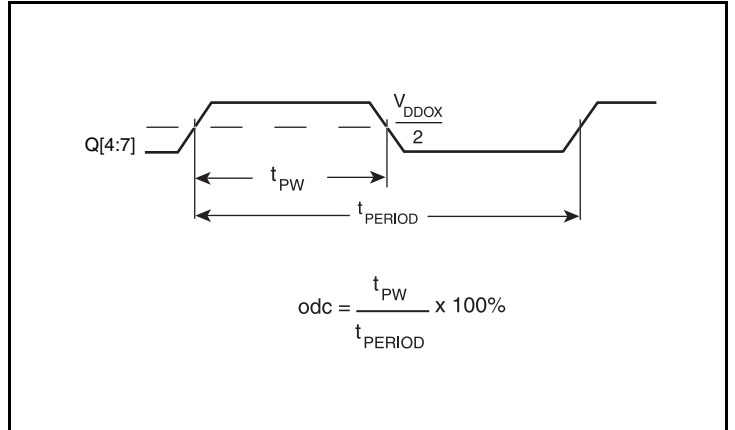 V_DDOX
2
Q[4:7]
t_PW
t_PERIOD
odc = t_PW / t_PERIOD x 100%